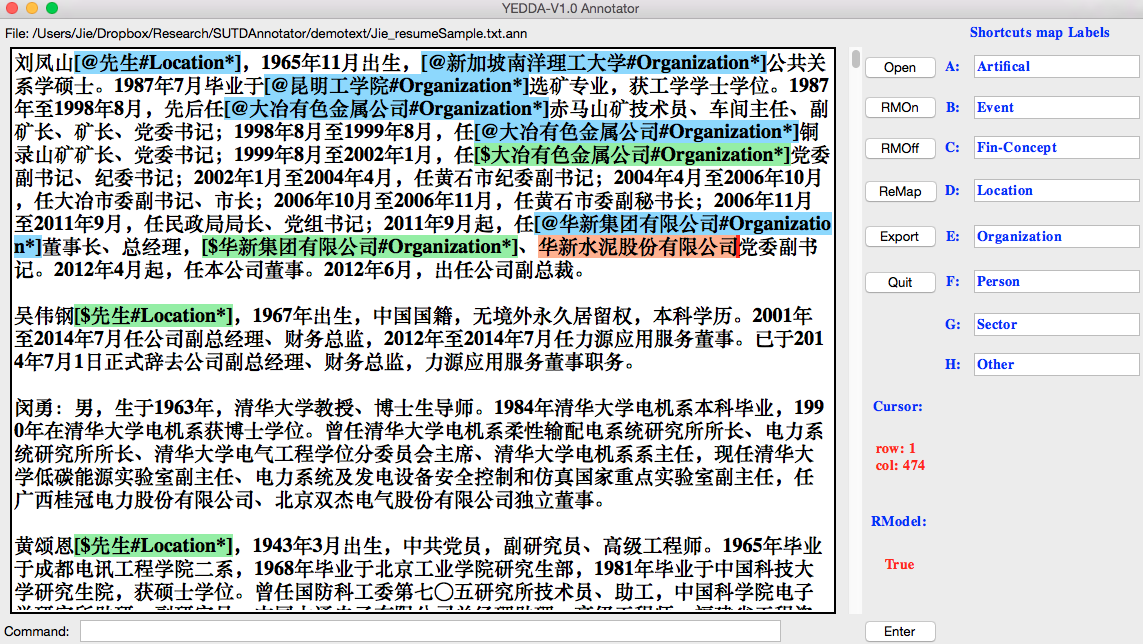 YEDDA-V1.0 Annotator
File: /Users/Jie/Dropbox/Research/SUTDAnnotator/demotext/Jie_resumeSample.txt.ann
刘凤山[@先生#Location*]，1965年11月出生，[@新加坡南洋理工大学#Organization*]公共关
系学硕士。1987年7月毕业于[@昆明工学院#Organization*]选矿专业，获工学学士学位。1987
年至1998年8月，先后任[@大冶有色金属公司#Organization*]赤马山矿技术员、车间主任、副
矿长、矿长、党委书记；1998年8月至1999年8月，任[@大冶有色金属公司#Organization*]铜
录山矿矿长、党委书记；1999年8月至2002年1月，任[$大冶有色金属公司#Organization*]党委
副书记、纪委书记；2002年1月至2004年4月，任黄石市纪委副书记；2004年4月至2006年10月
，任大冶市委副书记、市长；2006年10月至2006年11月，任黄石市委副秘书长；2006年11月
至2011年9月，任民政局局长、党组书记；2011年9月起，任[@华新集团有限公司#Organizatio
n*]董事长、总经理，[$华新集团有限公司#Organization*]、华新水泥股份有限公司党委副书
记。2012年4月起，任本公司董事。2012年6月，出任公司副总裁。
吴伟钢[$先生#Location*]，1967年出生，中国国籍，无境外永久居留权，本科学历。2001年
至2014年7月任公司副总经理、财务总监，2012年至2014年7月任力源应用服务董事。已于201
4年7月1日正式辞去公司副总经理、财务总监，力源应用服务董事职务。
闵勇：男，生于1963年，清华大学教授、博士生导师。1984年清华大学电机系本科毕业，199
0年在清华大学电机系获博士学位。曾任清华大学电机系柔性输配电系统研究所所长、电力系
统研究所所长、清华大学电气工程学位分委员会主席、清华大学电机系系主任，现任清华大
学低碳能源实验室副主任、电力系统及发电设备安全控制和仿真国家重点实验室副主任，任
广西桂冠电力股份有限公司、北京双杰电气股份有限公司独立董事。
黄颂恩[$先生#Location*]，1943年3月出生，中共党员，副研究员、高级工程师。1965年毕业
于成都电讯工程学院二系，1968年毕业于北京工业学院研究生部，1981年毕业于中国科技大
学研究生院，获硕士学位。曾任国防科工委第七〇五研究所技术员、助工，中国科学院电子
Command:
Open
RMOn
RMOff
ReMap
Export
Quit
Shortcuts map Labels
A: Artifical
B: Event
C: Fin-Concept
D: Location
E: Organization
F: Person
G: Sector
H: Other
Cursor:
row: 1
col: 474
RModel:
True
Enter